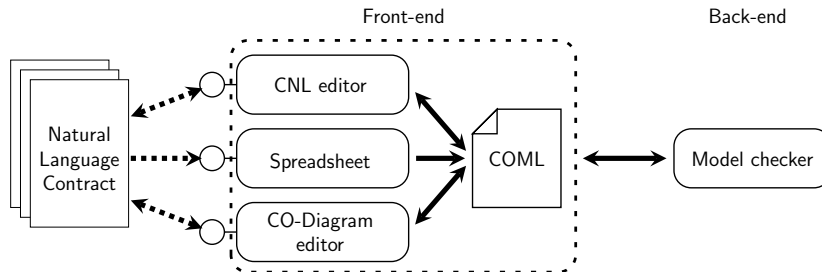 Front-end
Back-end
Natural
Language
Contract
CNL editor
Spreadsheet
CO-Diagram
editor
COML
Model checker